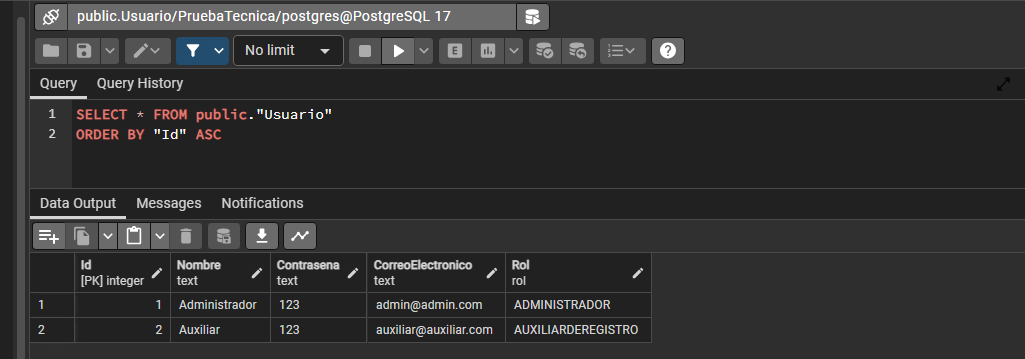 public.Usuario/PruebaTecnica/postgres@PostgreSQL 17
No limit
E
?
Query Query History
1 SELECT * FROM public."Usuario"
2 ORDER BY "Id" ASC
Data Output Messages Notifications
Id Nombre Contrasena CorreoElectronico Rol
[PK] integer text text text rol
1 1 Administrador 123 admin@admin.com ADMINISTRADOR
2 2 Auxiliar 123 auxiliar@auxiliar.com AUXILIARDEREGISTRO